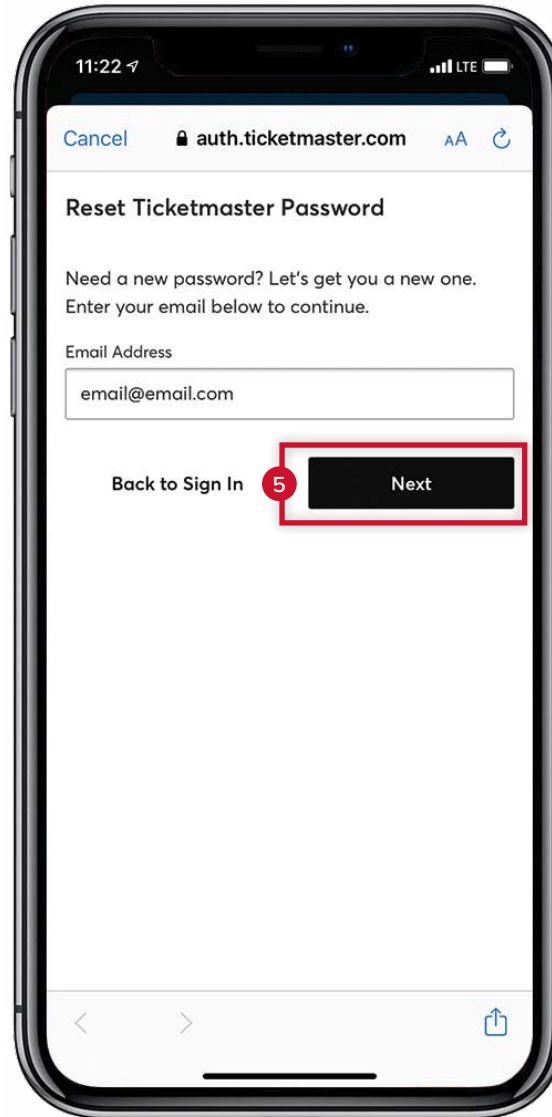 11:22 LTE
Cancel auth.ticketmaster.com AA
Reset Ticketmaster Password
Need a new password? Let's get you a new one.
Enter your email below to continue.
Email Address
email@email.com
Back to Sign In 5 Next